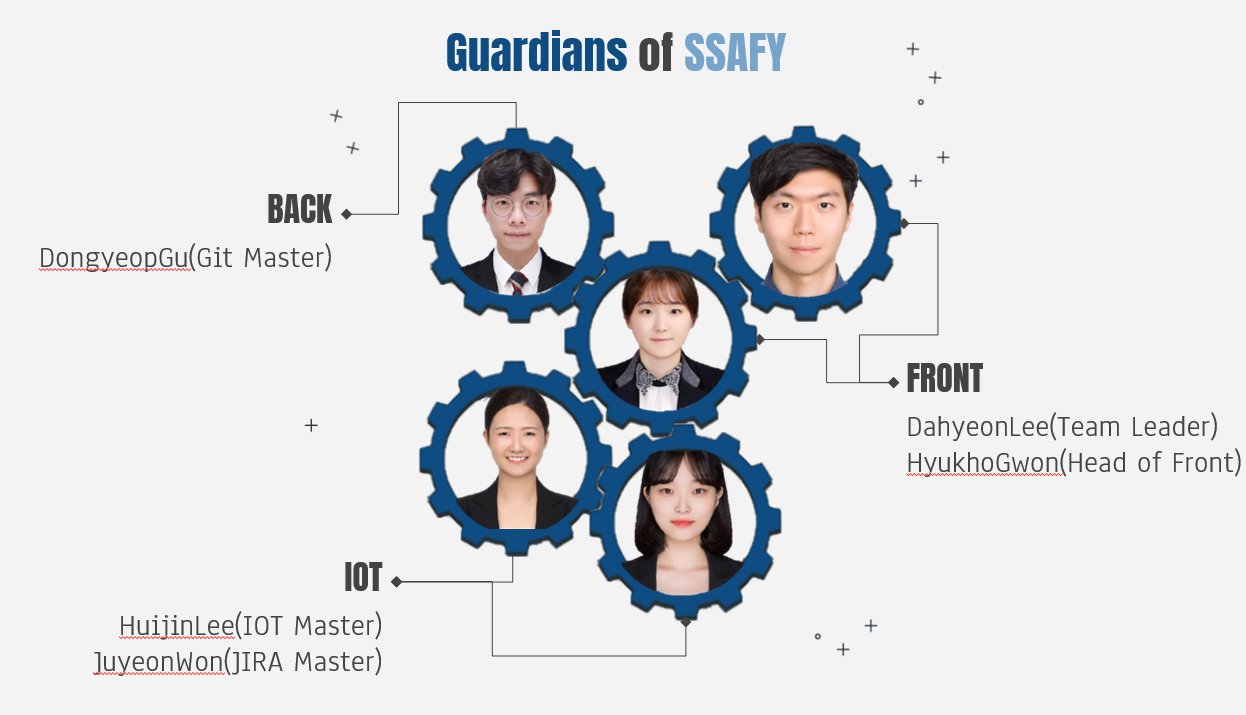 Guardians of SSAFY
BACK
DongyeopGu(Git Master)
FRONT
DahyeonLee(Team Leader)
HyukhoGwon(Head of Front)
IOT
HuijinLee(IOT Master)
JuyeonWon(JIRA Master)